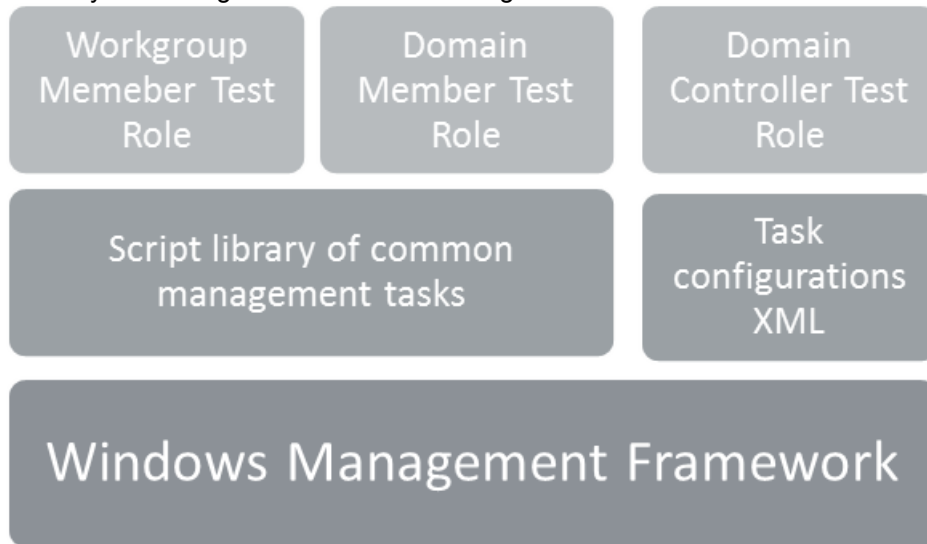 Workgroup
Memeber Test
Role
Domain
Member Test
Role
Domain
Controller Test
Role
Script library of common
management tasks
Task
configurations
XML
Windows Management Framework